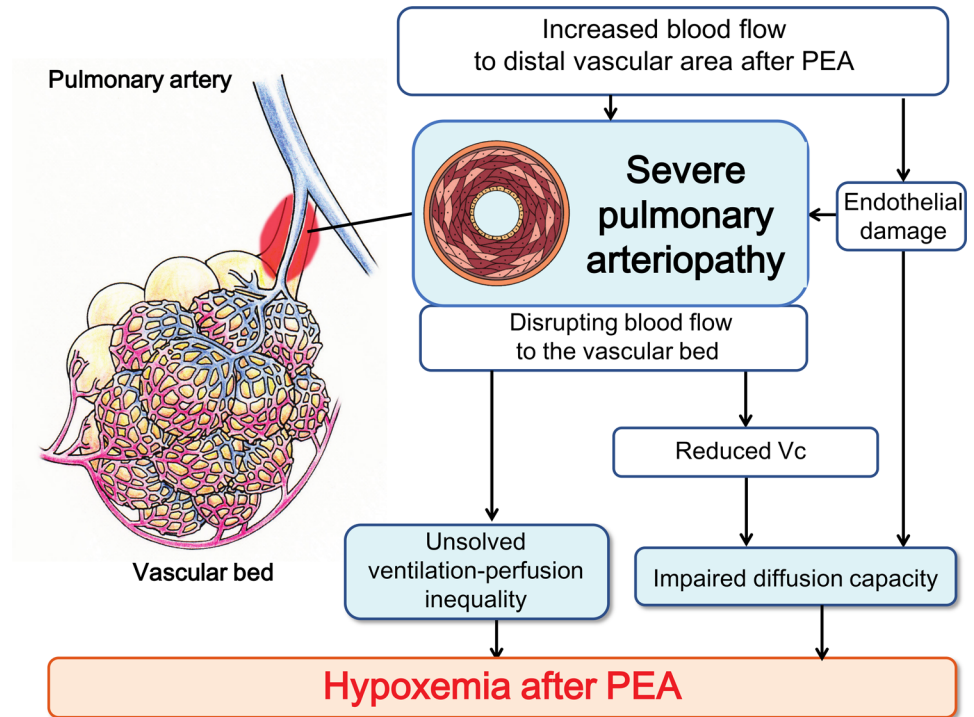 Increased blood flow
to distal vascular area after PEA
Pulmonary artery
Severe
pulmonary
arteriopathy
Endothelial
damage
Disrupting blood flow
to the vascular bed
Reduced Vc
Unsolved
ventilation-perfusion
inequality
Impaired diffusion capacity
Vascular bed
Hypoxemia after PEA